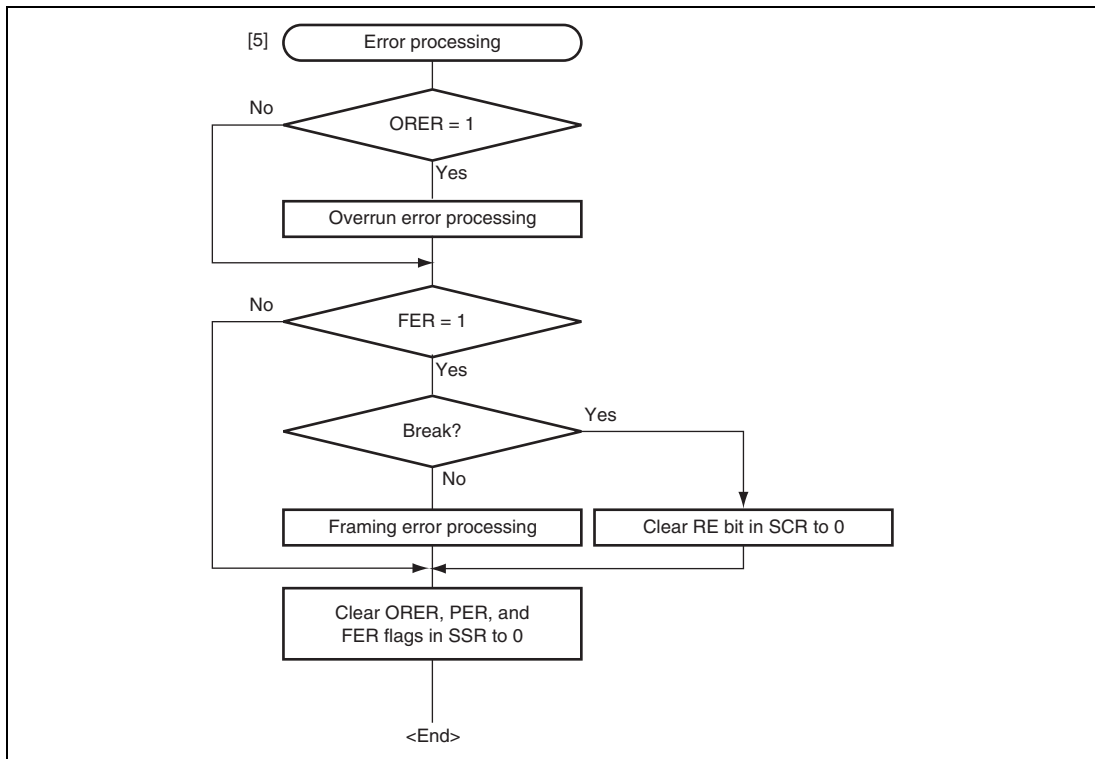 [5]
Error processing
No
ORER = 1
Yes
Overrun error processing
No
FER = 1
Yes
Break?
Yes
No
Framing error processing
Clear RE bit in SCR to 0
Clear ORER, PER, and
FER flags in SSR to 0
<End>